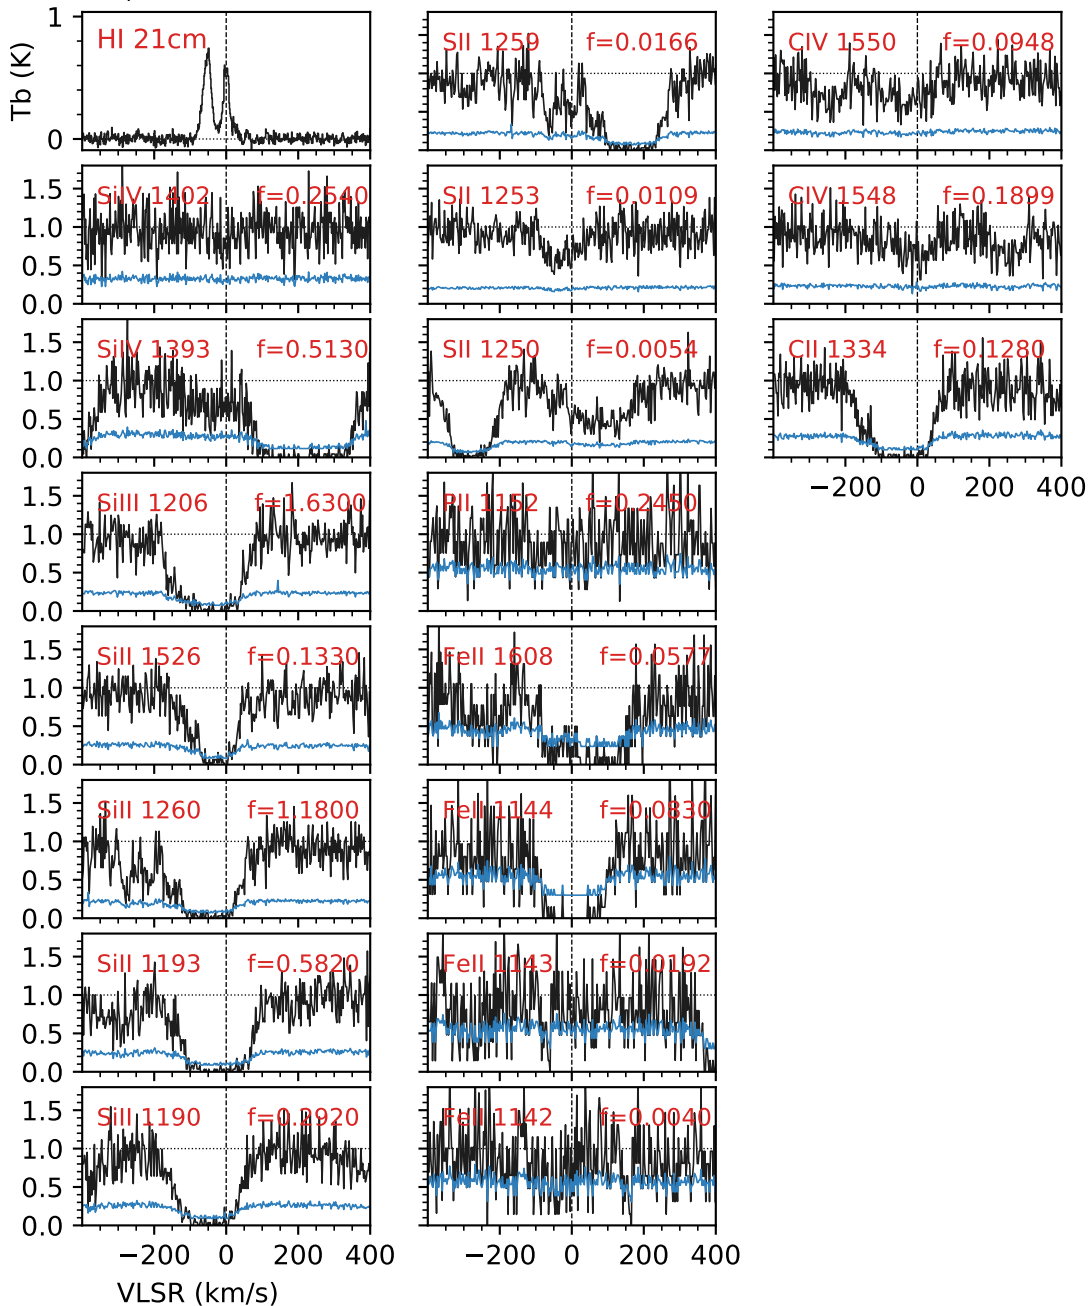 HI 21cm
SII 1259 f=0.0166
CIV 1550 f=0.0948
Tb (K)
1
0
SiIV 1402 f=0.2540
SII 1253 f=0.0109
CIV 1548 f=0.1899
1.5
1.0
0.5
0.0
SiIV 1393 f=0.5130
SII 1250 f=0.0054
CII 1334 f=0.1280
1.5
1.0
0.5
0.0
−200 0 200 400
SiIII 1206 f=1.6300
PII 1152 f=0.2450
1.5
1.0
0.5
0.0
SiII 1526 f=0.1330
FeII 1608 f=0.0577
1.5
1.0
0.5
0.0
SiII 1260 f=1.1800
FeII 1144 f=0.0830
1.5
1.0
0.5
0.0
SiII 1193 f=0.5820
FeII 1143 f=0.0192
1.5
1.0
0.5
0.0
SiII 1190 f=0.2920
FeII 1142 f=0.0040
1.5
1.0
0.5
0.0
−200 0 200 400
−200 0 200 400
VLSR (km/s)